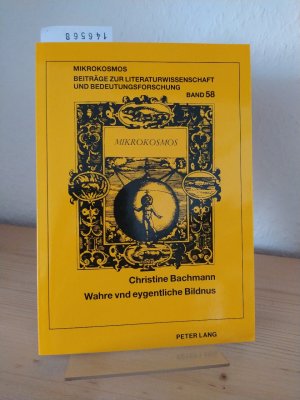 146568
MIKROKOSMOS
BEITRÄGE ZUR LITERATURWISSENSCHAFT
UND BEDEUTUNGSFORSCHUNG
BAND 58
MIKROKOSMOS
Christine Bachmann
Wahre vnd eygentliche Bildnus
PETER LANG